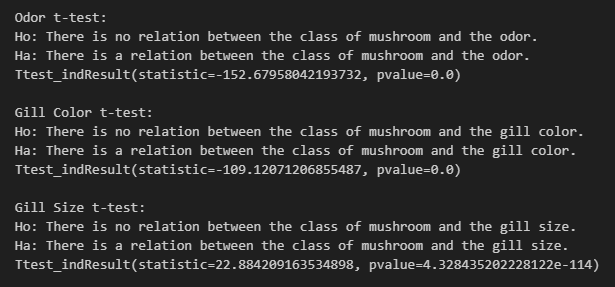 Odor t-test:
Ho: There is no relation between the class of mushroom and the odor.
Ha: There is a relation between the class of mushroom and the odor.
Ttest_indResult(statistic=-152.67958042193732, pvalue=0.0)
Gill Color t-test:
Ho: There is no relation between the class of mushroom and the gill color.
Ha: There is a relation between the class of mushroom and the gill color.
Ttest_indResult(statistic=-109.12071206855487, pvalue=0.0)
Gill Size t-test:
Ho: There is no relation between the class of mushroom and the gill size.
Ha: There is a relation between the class of mushroom and the gill size.
Ttest_indResult(statistic=22.884209163534898, pvalue=4.328435202228122e-114)